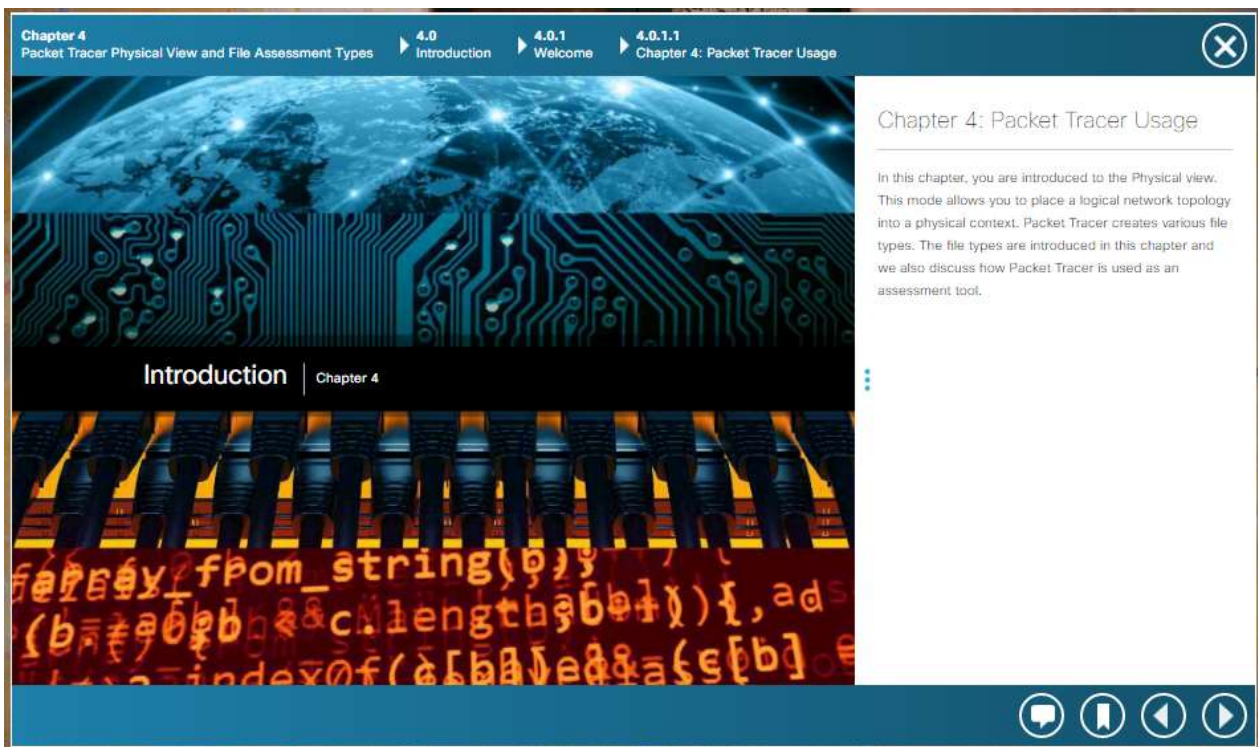 Chapter 4
Packet Tracer Physical View and File Assessment Types
4.0
Introduction
4.0.1
Welcome
4.0.1.1
Chapter 4: Packet Tracer Usage
Chapter 4: Packet Tracer Usage
In this chapter, you are introduced to the Physical view.
This mode allows you to place a logical network topology
into a physical context. Packet Tracer creates various file
types. The file types are introduced in this chapter and
we also discuss how Packet Tracer is used as an
assessment tool.
Introduction
Chapter 4
from_string(b);
c.length;
indexOf(